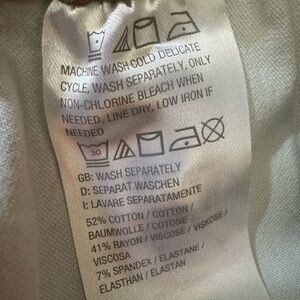 MACHINE WASH COLD DELICATE
CYCLE, WASH SEPARATELY, ONLY
NON-CHLORINE BLEACH WHEN
NEEDED, LINE DRY, LOW IRON IF
NEEDED
30
GB: WASH SEPARATELY
D: SEPARAT WASCHEN
I: LAVARE SEPARATAMENTE
52% COTTON / COTTON /
BAUMWOLLE / COTONE
41% RAYON / VISCOSE / VISKOSE /
VISCOSA
7% SPANDEX / ELASTANE /
ELASTHAN / ELASTAN